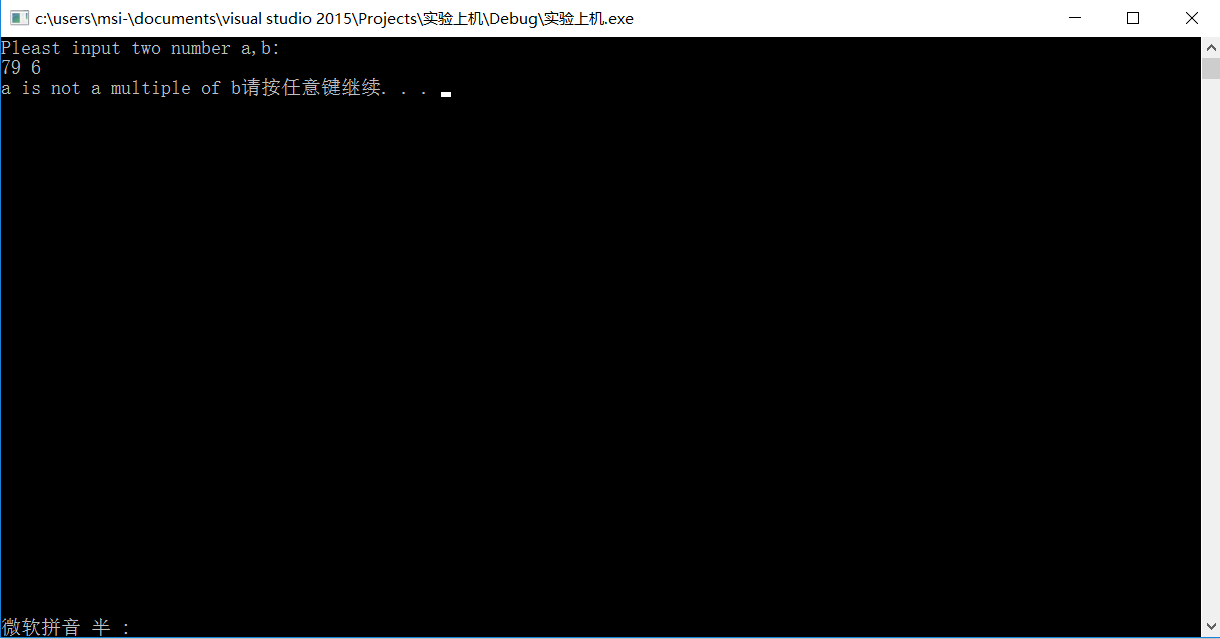 c:\users\msi-\documents\visual studio 2015\Projects\实验上机\Debug\实验上机.exe
Pleast input two number a,b:
79 6
a is not a multiple of b请按任意键继续. . .
微软拼音 半 :